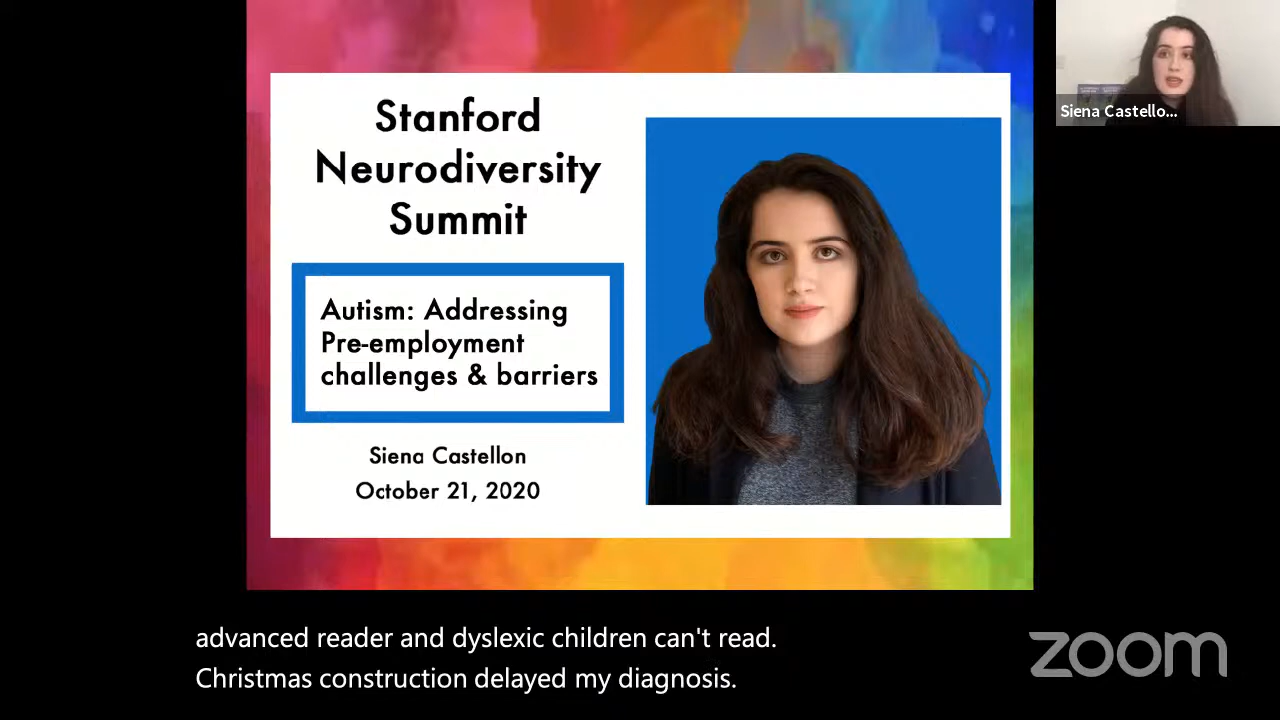 Stanford
Neurodiversity
Summit
Autism: Addressing
Pre-employment
challenges & barriers
Siena Castellon
October 21, 2020
Siena Castello...
advanced reader and dyslexic children can't read.
Christmas construction delayed my diagnosis.
zoom